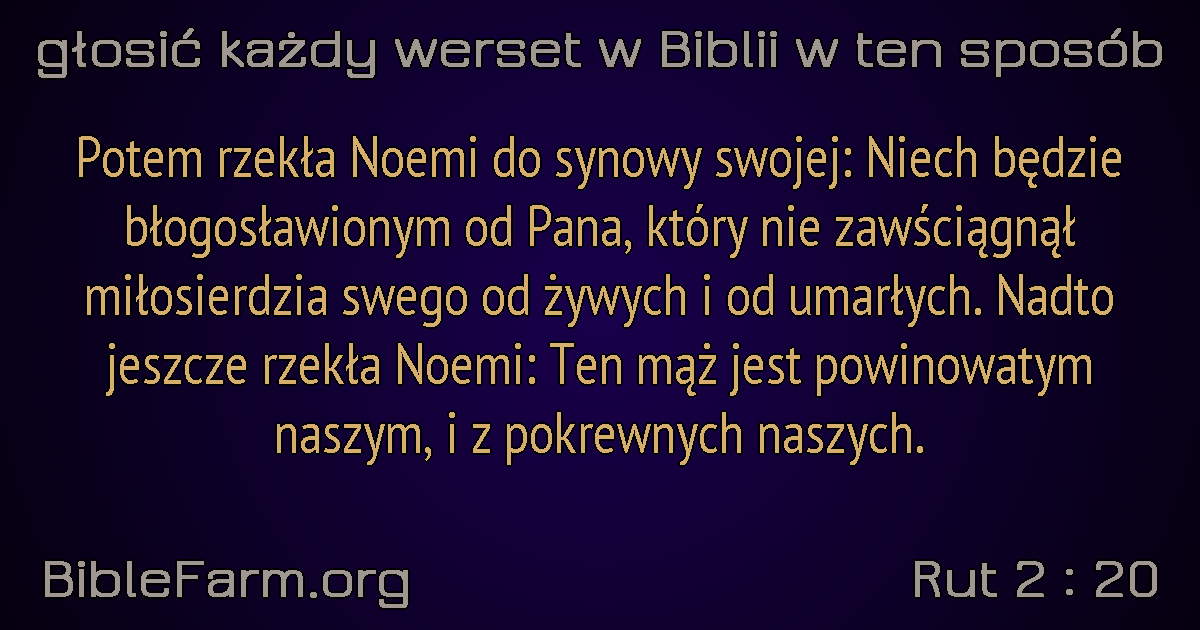 głosić każdy werset w Biblii w ten sposób
Potem rzekła Noemi do synowy swojej: Niech będzie
błogosławionym od Pana, który nie zawściągnął
miłosierdzia swego od żywych i od umarłych. Nadto
jeszcze rzekła Noemi: Ten mąż jest powinowatym
naszym, i z pokrewnych naszych.
BibleFarm.org
Rut 2 : 20